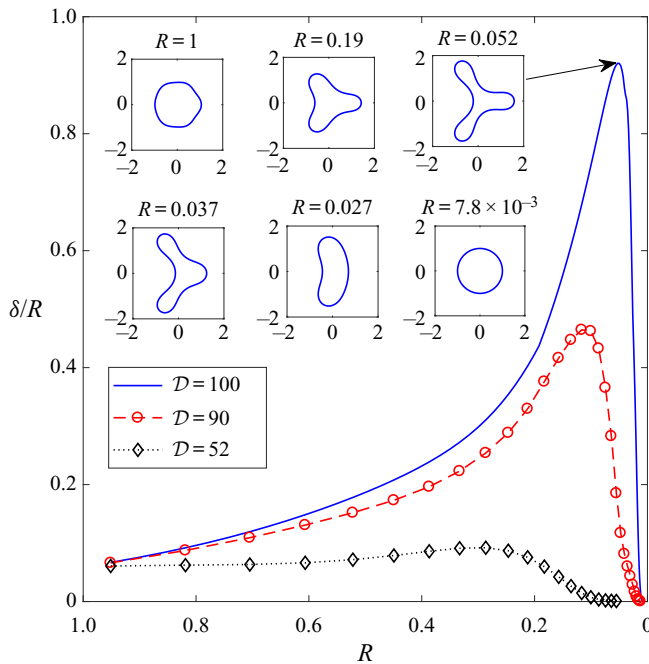 1.0
R = 1
R = 0.19
R = 0.052
2
0
−2
−2 0 2
2
0
−2
−2 0 2
2
0
−2
−2 0 2
0.8
R = 0.037
R = 0.027
R = 7.8 × 10⁻³
0.6
2
0
−2
−2 0 2
2
0
−2
−2 0 2
2
0
−2
−2 0 2
δ/R
0.4
𝒟 = 100
𝒟 = 90
𝒟 = 52
0.2
0
1.0 0.8 0.6 0.4 0.2 0
R